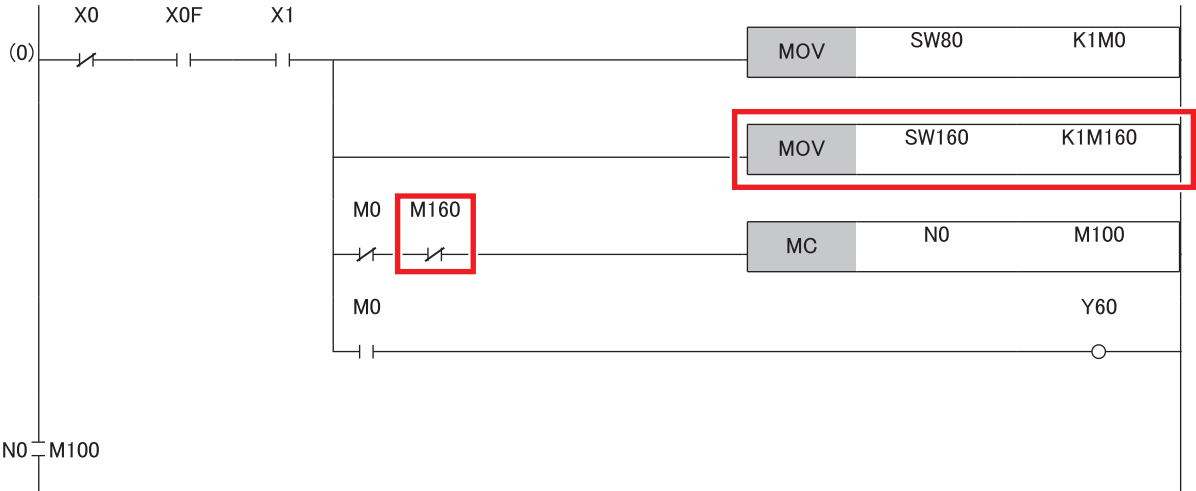 X0 X0F X1
(0) MOV SW80 K1M0
MOV SW160 K1M160
M0 M160
MC N0 M100
M0 Y60
N0 M100